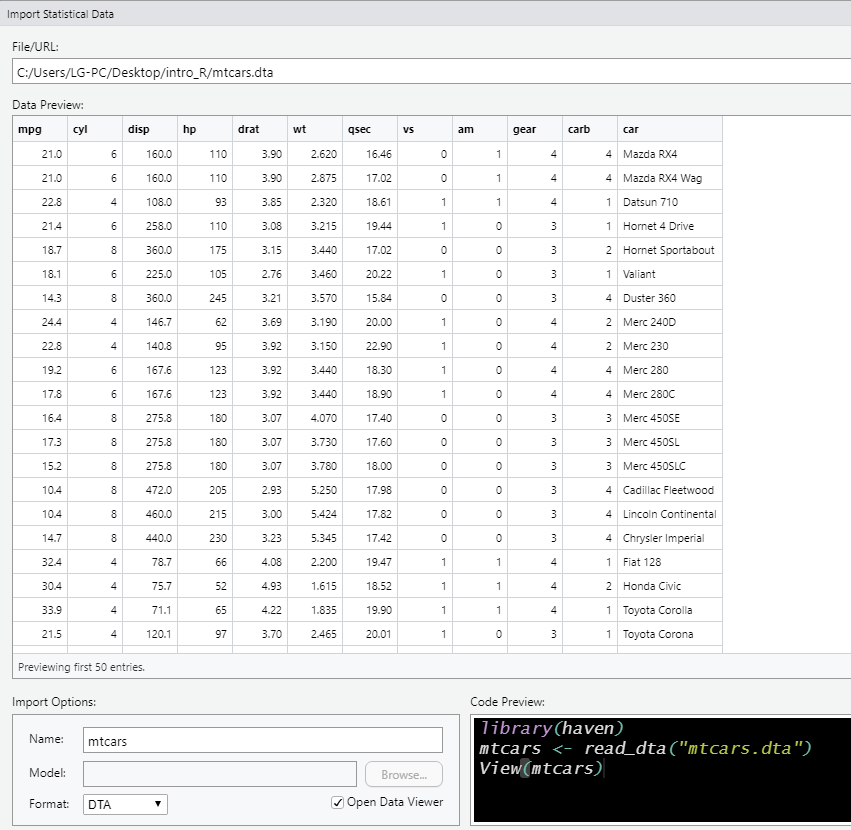 Import Statistical Data
File/URL:
C:/Users/LG-PC/Desktop/intro_R/mtcars.dta
Data Preview:
mpg cyl disp hp drat wt qsec vs am gear carb car
21.0 6 160.0 110 3.90 2.620 16.46 0 1 4 4 Mazda RX4
21.0 6 160.0 110 3.90 2.875 17.02 0 1 4 4 Mazda RX4 Wag
22.8 4 108.0 93 3.85 2.320 18.61 1 1 4 1 Datsun 710
21.4 6 258.0 110 3.08 3.215 19.44 1 0 3 1 Hornet 4 Drive
18.7 8 360.0 175 3.15 3.440 17.02 0 0 3 2 Hornet Sportabout
18.1 6 225.0 105 2.76 3.460 20.22 1 0 3 1 Valiant
14.3 8 360.0 245 3.21 3.570 15.84 0 0 3 4 Duster 360
24.4 4 146.7 62 3.69 3.190 20.00 1 0 4 2 Merc 240D
22.8 4 140.8 95 3.92 3.150 22.90 1 0 4 2 Merc 230
19.2 6 167.6 123 3.92 3.440 18.30 1 0 4 4 Merc 280
17.8 6 167.6 123 3.92 3.440 18.90 1 0 4 4 Merc 280C
16.4 8 275.8 180 3.07 4.070 17.40 0 0 3 3 Merc 450SE
17.3 8 275.8 180 3.07 3.730 17.60 0 0 3 3 Merc 450SL
15.2 8 275.8 180 3.07 3.780 18.00 0 0 3 3 Merc 450SLC
10.4 8 472.0 205 2.93 5.250 17.98 0 0 3 4 Cadillac Fleetwood
10.4 8 460.0 215 3.00 5.424 17.82 0 0 3 4 Lincoln Continental
14.7 8 440.0 230 3.23 5.345 17.42 0 0 3 4 Chrysler Imperial
32.4 4 78.7 66 4.08 2.200 19.47 1 1 4 1 Fiat 128
30.4 4 75.7 52 4.93 1.615 18.52 1 1 4 2 Honda Civic
33.9 4 71.1 65 4.22 1.835 19.90 1 1 4 1 Toyota Corolla
21.5 4 120.1 97 3.70 2.465 20.01 1 0 3 1 Toyota Corona
Previewing first 50 entries.
Import Options:
Name: mtcars
Model: Browse...
Format: DTA Open Data Viewer
Code Preview:
library(haven)
mtcars <- read_dta("mtcars.dta")
View(mtcars)